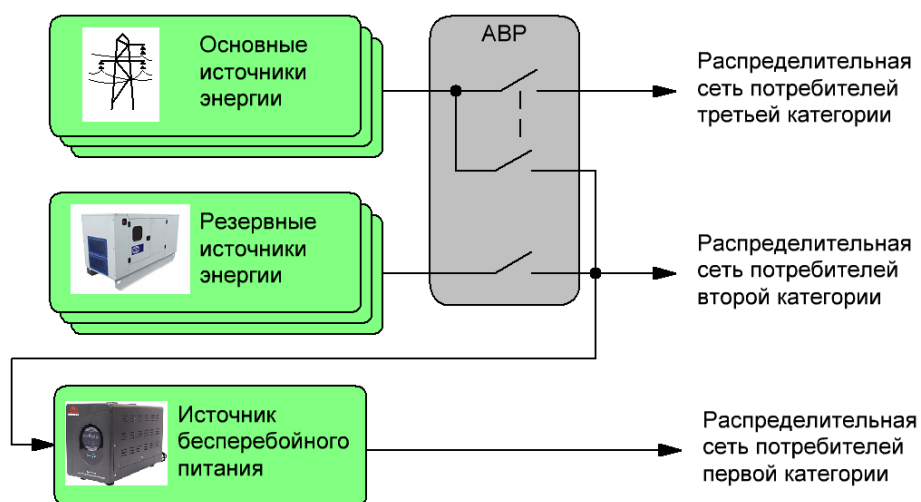 Основные
источники
энергии
АВР
Распределительная
сеть потребителей
третьей категории
Резервные
источники
энергии
Распределительная
сеть потребителей
второй категории
Источник
бесперебойного
питания
Распределительная
сеть потребителей
первой категории